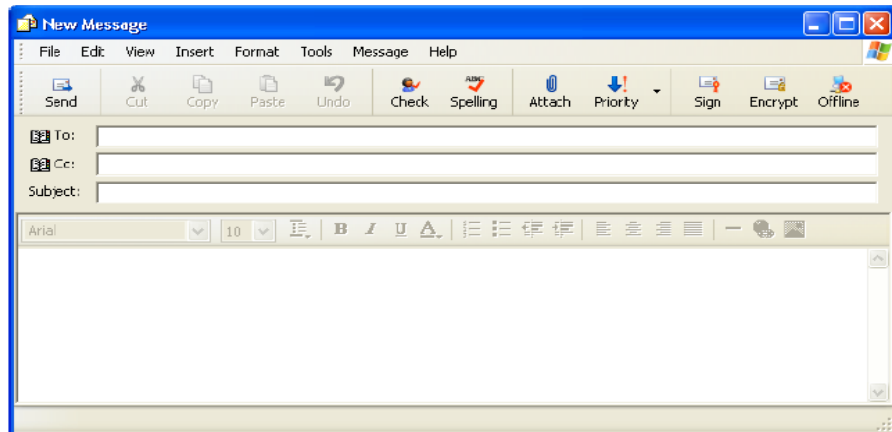 New Message
File Edit View Insert Format Tools Message Help
ABC
Send Cut Copy Paste Undo Check Spelling Attach Priority Sign Encrypt Offline
To:
Cc:
Subject:
Arial 10 B I U A